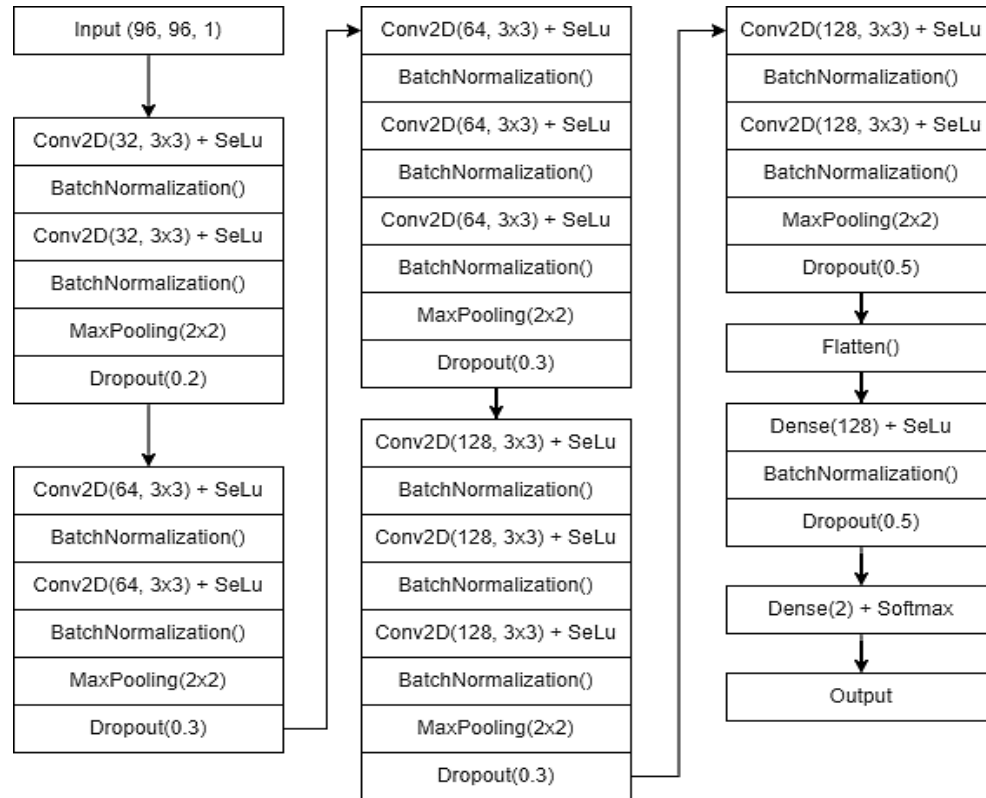 Input (96, 96, 1)
Conv2D(32, 3x3) + SeLu
BatchNormalization()
Conv2D(32, 3x3) + SeLu
BatchNormalization()
MaxPooling(2x2)
Dropout(0.2)
Conv2D(64, 3x3) + SeLu
BatchNormalization()
Conv2D(64, 3x3) + SeLu
BatchNormalization()
MaxPooling(2x2)
Dropout(0.3)
Conv2D(64, 3x3) + SeLu
BatchNormalization()
Conv2D(64, 3x3) + SeLu
BatchNormalization()
Conv2D(64, 3x3) + SeLu
BatchNormalization()
MaxPooling(2x2)
Dropout(0.3)
Conv2D(128, 3x3) + SeLu
BatchNormalization()
Conv2D(128, 3x3) + SeLu
BatchNormalization()
Conv2D(128, 3x3) + SeLu
BatchNormalization()
MaxPooling(2x2)
Dropout(0.3)
Conv2D(128, 3x3) + SeLu
BatchNormalization()
Conv2D(128, 3x3) + SeLu
BatchNormalization()
MaxPooling(2x2)
Dropout(0.5)
Flatten()
Dense(128) + SeLu
BatchNormalization()
Dropout(0.5)
Dense(2) + Softmax
Output